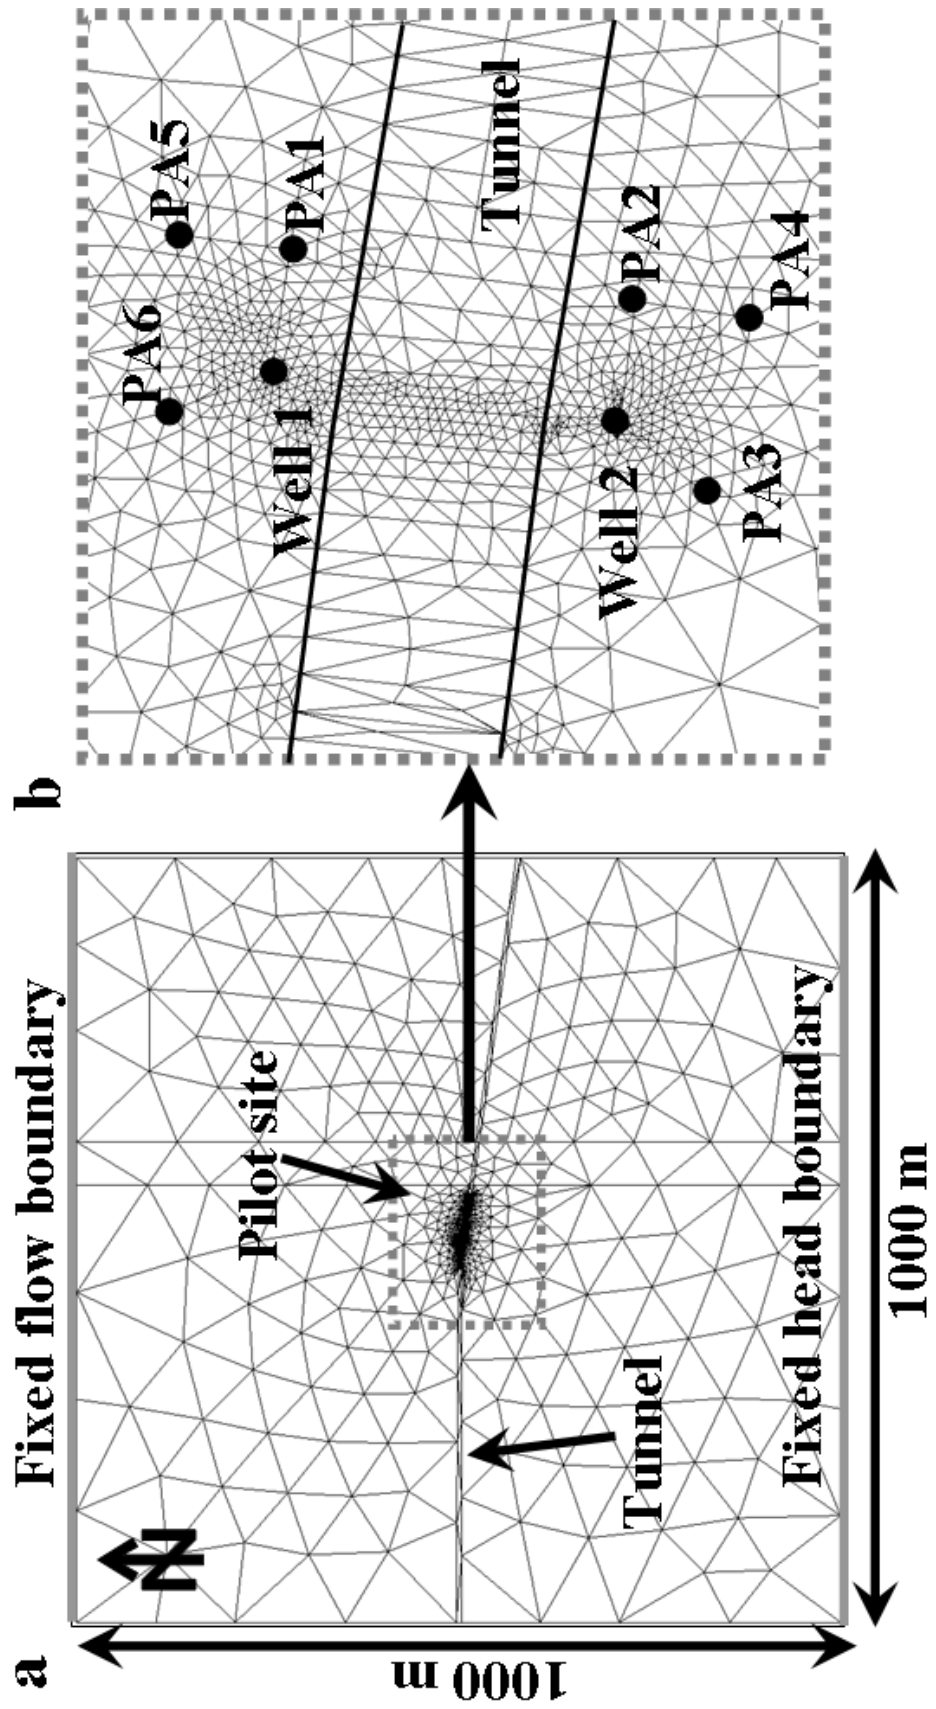 a
Fixed flow boundary
N
Pilot site
Tunnel
Fixed head boundary
1000 m
1000 m
b
PA6
PA5
PA1
Well 1
Tunnel
PA2
Well 2
PA4
PA3